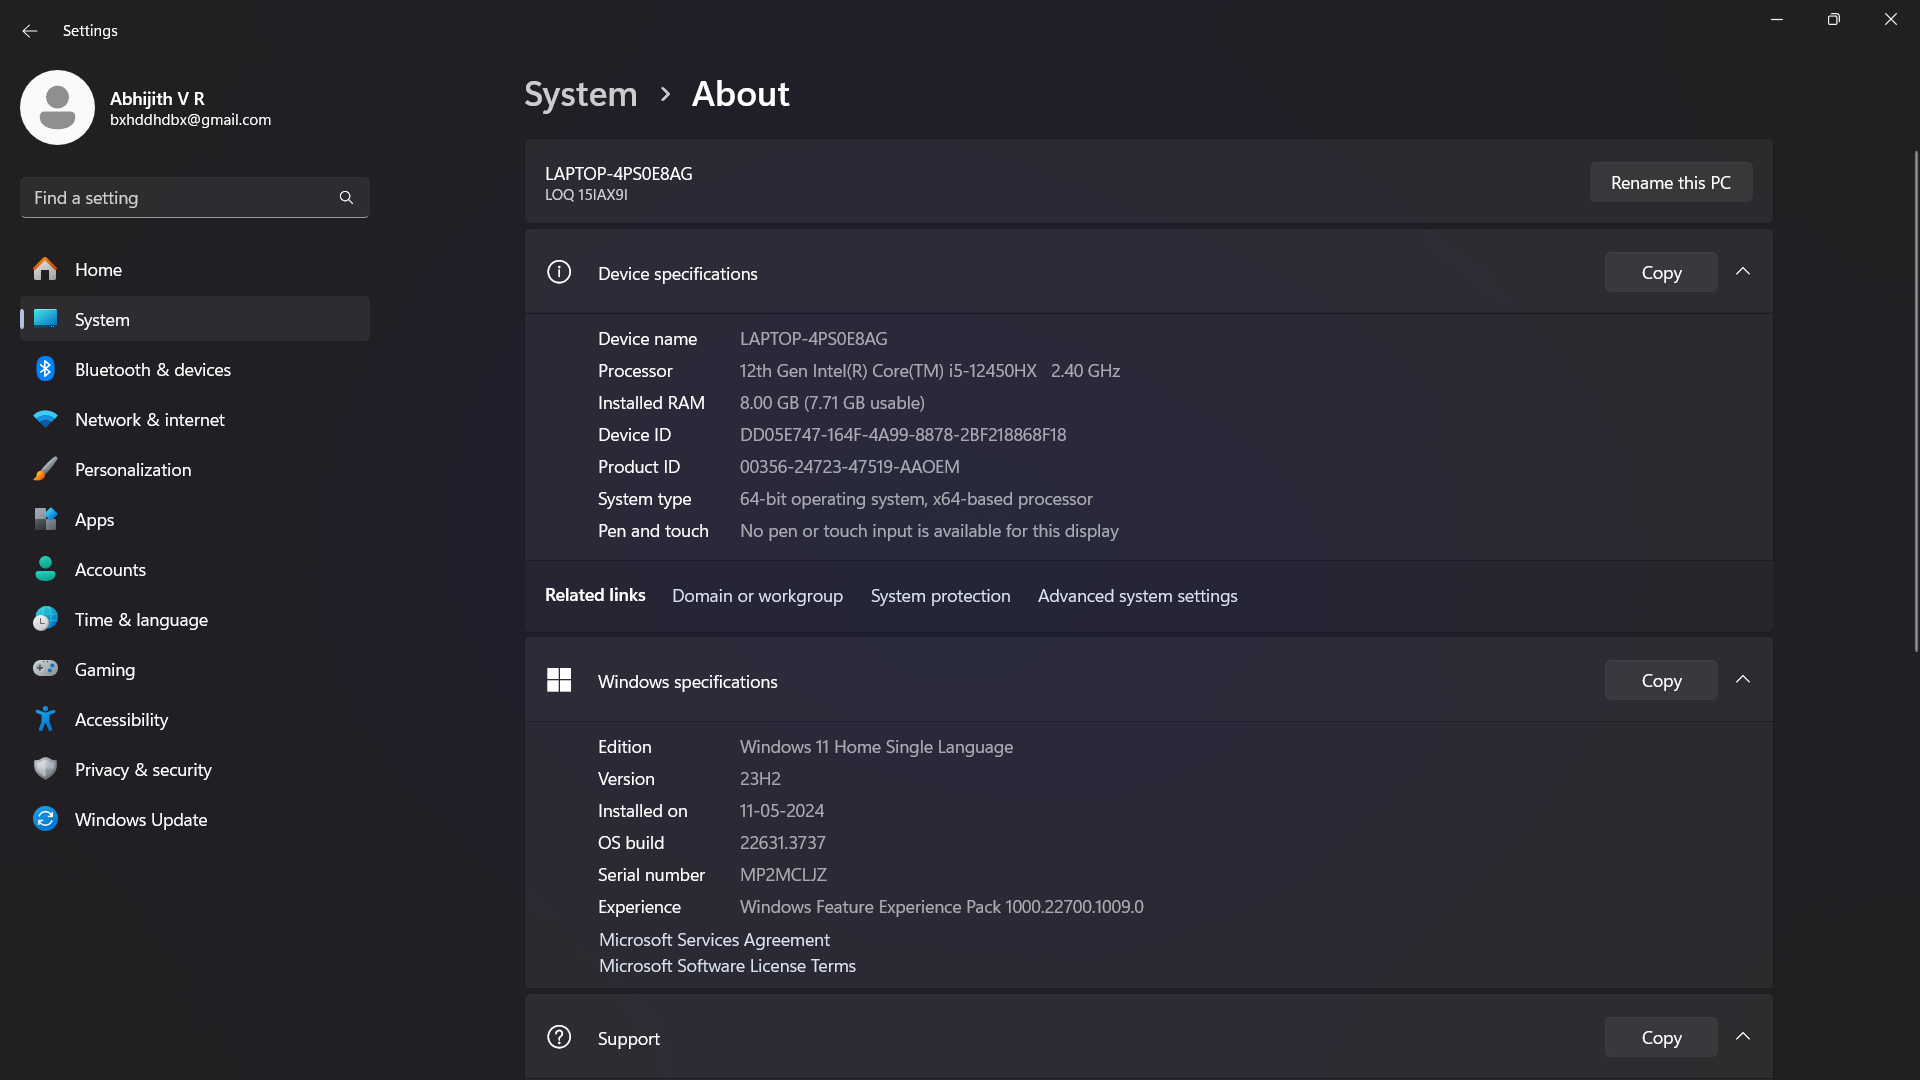 Settings
Abhijith V R
bxhddhdbx@gmail.com
Find a setting
Home
System
Bluetooth & devices
Network & internet
Personalization
Apps
Accounts
Time & language
Gaming
Accessibility
Privacy & security
Windows Update
System > About
LAPTOP-4PS0E8AG
LOQ 15IAX9I
Rename this PC
Device specifications
Copy
Device name LAPTOP-4PS0E8AG
Processor 12th Gen Intel(R) Core(TM) i5-12450HX 2.40 GHz
Installed RAM 8.00 GB (7.71 GB usable)
Device ID DD05E747-164F-4A99-8878-2BF218868F18
Product ID 00356-24723-47519-AAOEM
System type 64-bit operating system, x64-based processor
Pen and touch No pen or touch input is available for this display
Related links Domain or workgroup System protection Advanced system settings
Windows specifications
Copy
Edition Windows 11 Home Single Language
Version 23H2
Installed on 11-05-2024
OS build 22631.3737
Serial number MP2MCLJZ
Experience Windows Feature Experience Pack 1000.22700.1009.0
Microsoft Services Agreement
Microsoft Software License Terms
Support
Copy